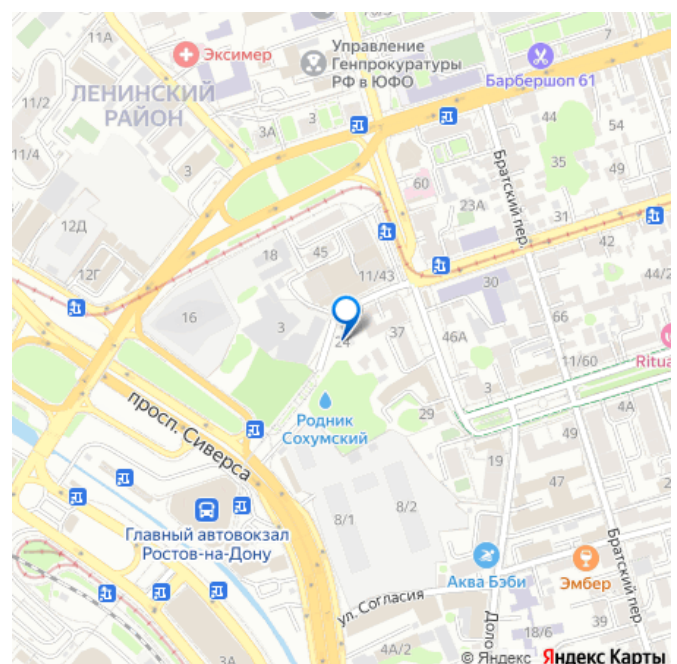 11А
7
Эксимер
Управление
Генпрокуратуры
РФ в ЮФО
Барбершоп 61
11/2
ЛЕНИНСКИЙ
РАЙОН
3
3А
44
54
35
49
11/4
60
Братский пер.
23А
31
12Д
42
18
45
12Г
11/43
30
44/2
16
3
24
37
46А
66
11/60
Ritua
3
4А
просп. Сиверса
Родник
Сохумский
29
49
19
47
8/1
8/2
Главный автовокзал
Ростов-на-Дону
Аква Бэби
Эмбер
Братский пер.
ул. Согласия
Доло
18/6
4А/2
3А
© Яндекс Яндекс Карты